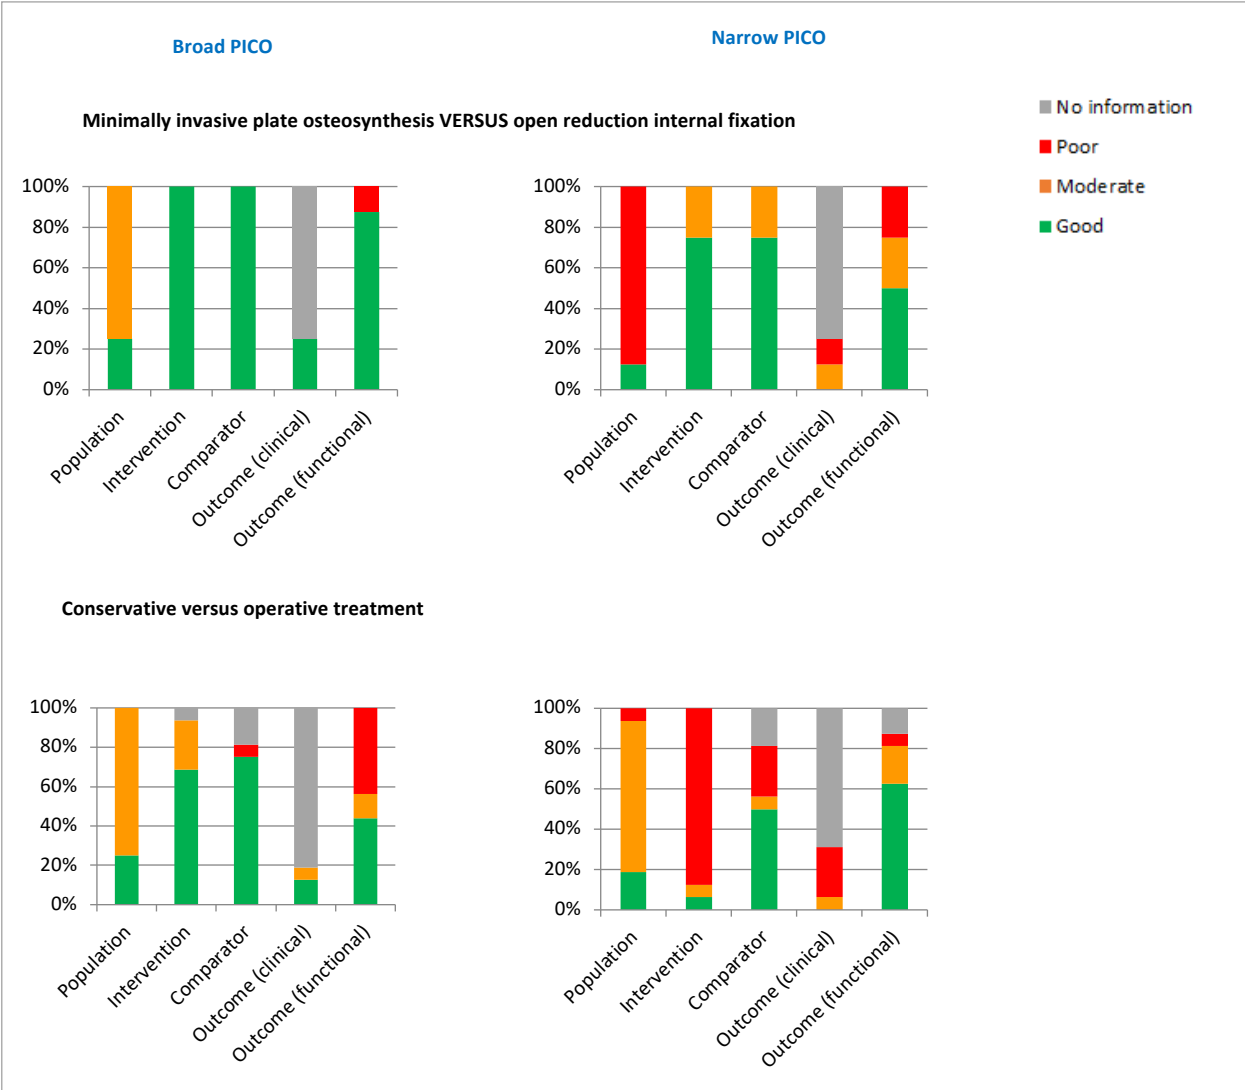 Broad PICO
Narrow PICO
Minimally invasive plate osteosynthesis VERSUS open reduction internal fixation
No information
Poor
Moderate
Good
100%
80%
60%
40%
20%
0%
Population
Intervention
Comparator
Outcome (clinical)
Outcome (functional)
100%
80%
60%
40%
20%
0%
Population
Intervention
Comparator
Outcome (clinical)
Outcome (functional)
Conservative versus operative treatment
100%
80%
60%
40%
20%
0%
Population
Intervention
Comparator
Outcome (clinical)
Outcome (functional)
100%
80%
60%
40%
20%
0%
Population
Intervention
Comparator
Outcome (clinical)
Outcome (functional)